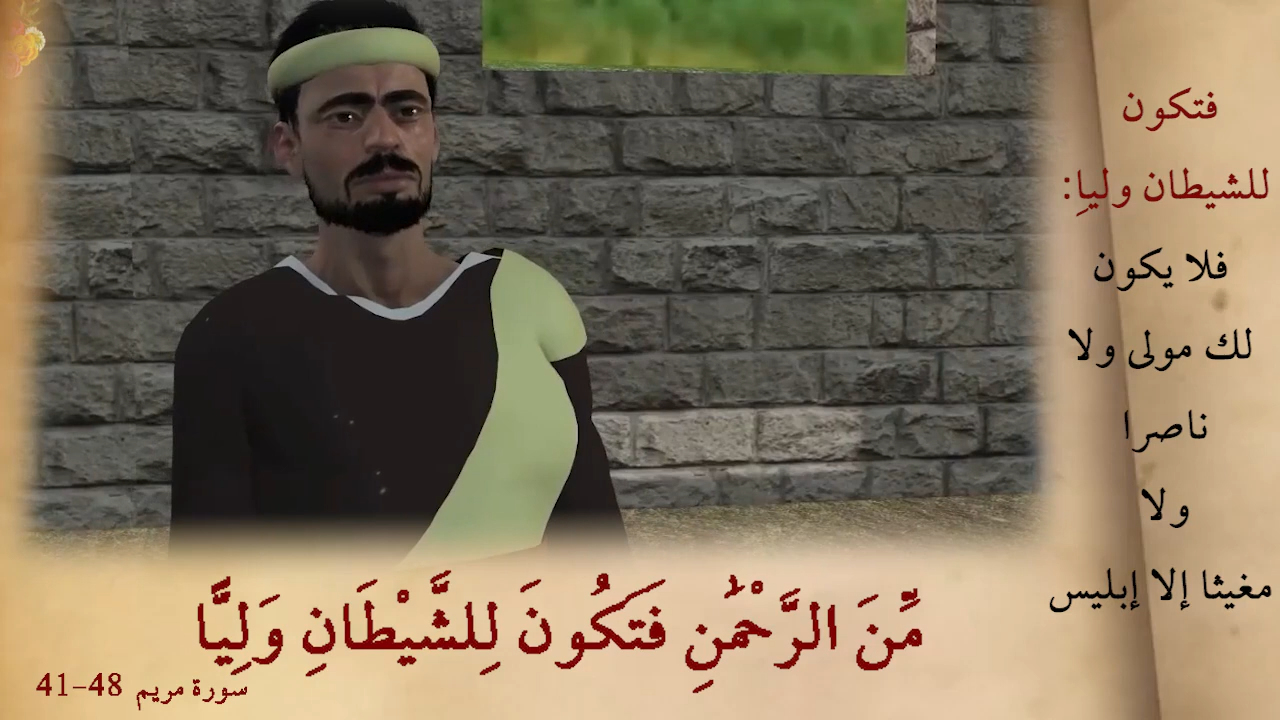 فتكون
للشيطان ولياِ:
فلا يكون
لك مولى ولا
ناصرا
ولا
مغيثا إلا إبليس
مِّنَ الرَّحْمَٰنِ فَتَكُونَ لِلشَّيْطَانِ وَلِيًّا
سورة مريم 48-41